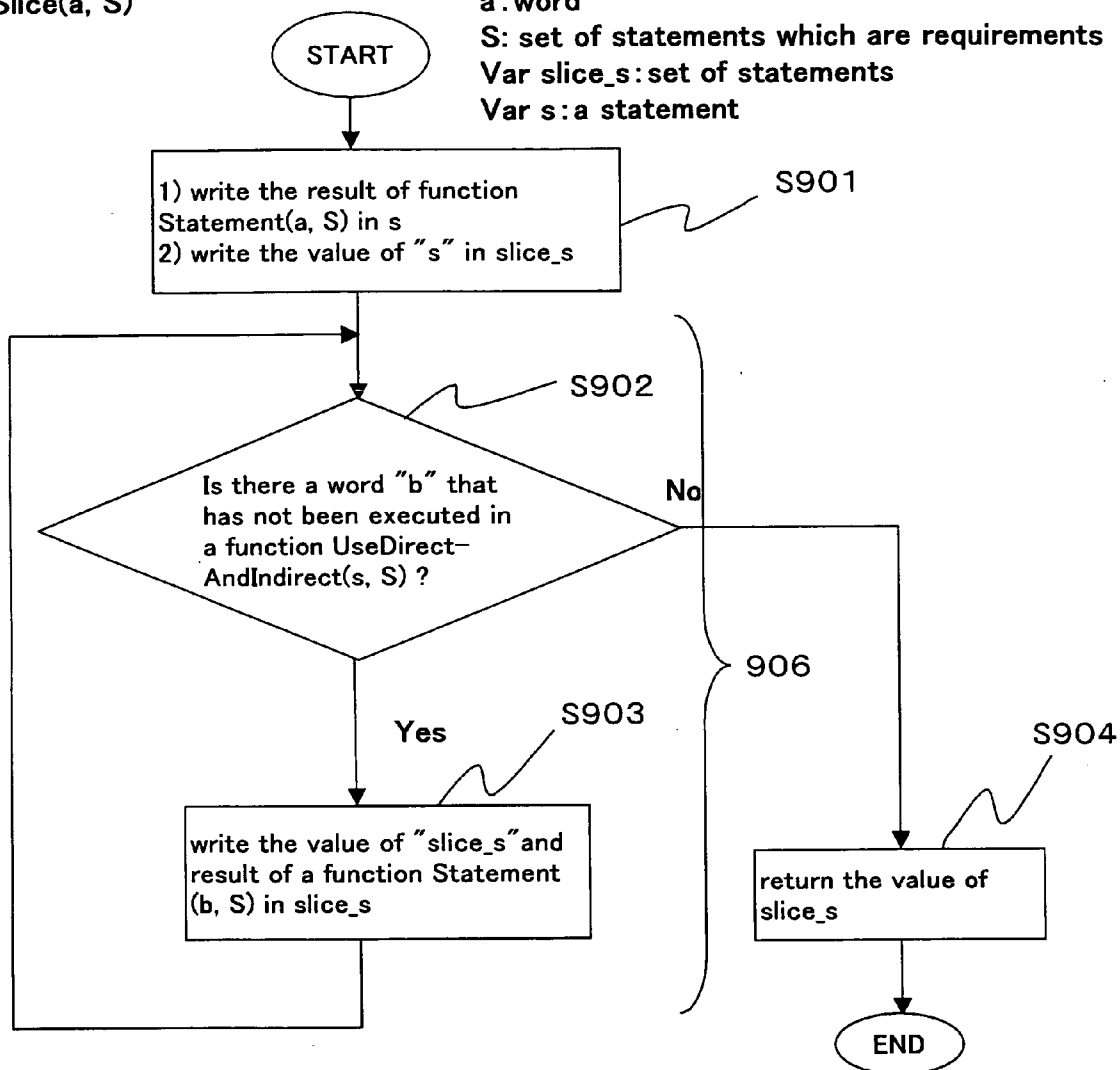 Slice(a, S)
a:word
S: set of statements which are requirements
Var slice_s:set of statements
Var s:a statement
START
1) write the result of function
Statement(a, S) in s
2) write the value of "s" in slice_s
S901
S902
Is there a word "b" that
has not been executed in
a function UseDirect-
AndIndirect(s, S) ?
No
906
Yes
S903
write the value of "slice_s"and
result of a function Statement
(b, S) in slice_s
S904
return the value of
slice_s
END